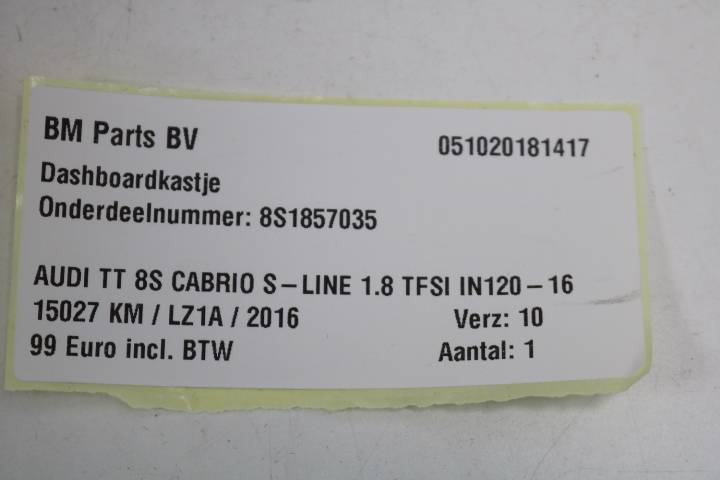 BM Parts BV 051020181417
Dashboardkastje
Onderdeelnummer: 8S1857035
AUDI TT 8S CABRIO S-LINE 1.8 TFSI IN120-16
15027 KM / LZ1A / 2016 Verz: 10
99 Euro incl. BTW Aantal: 1